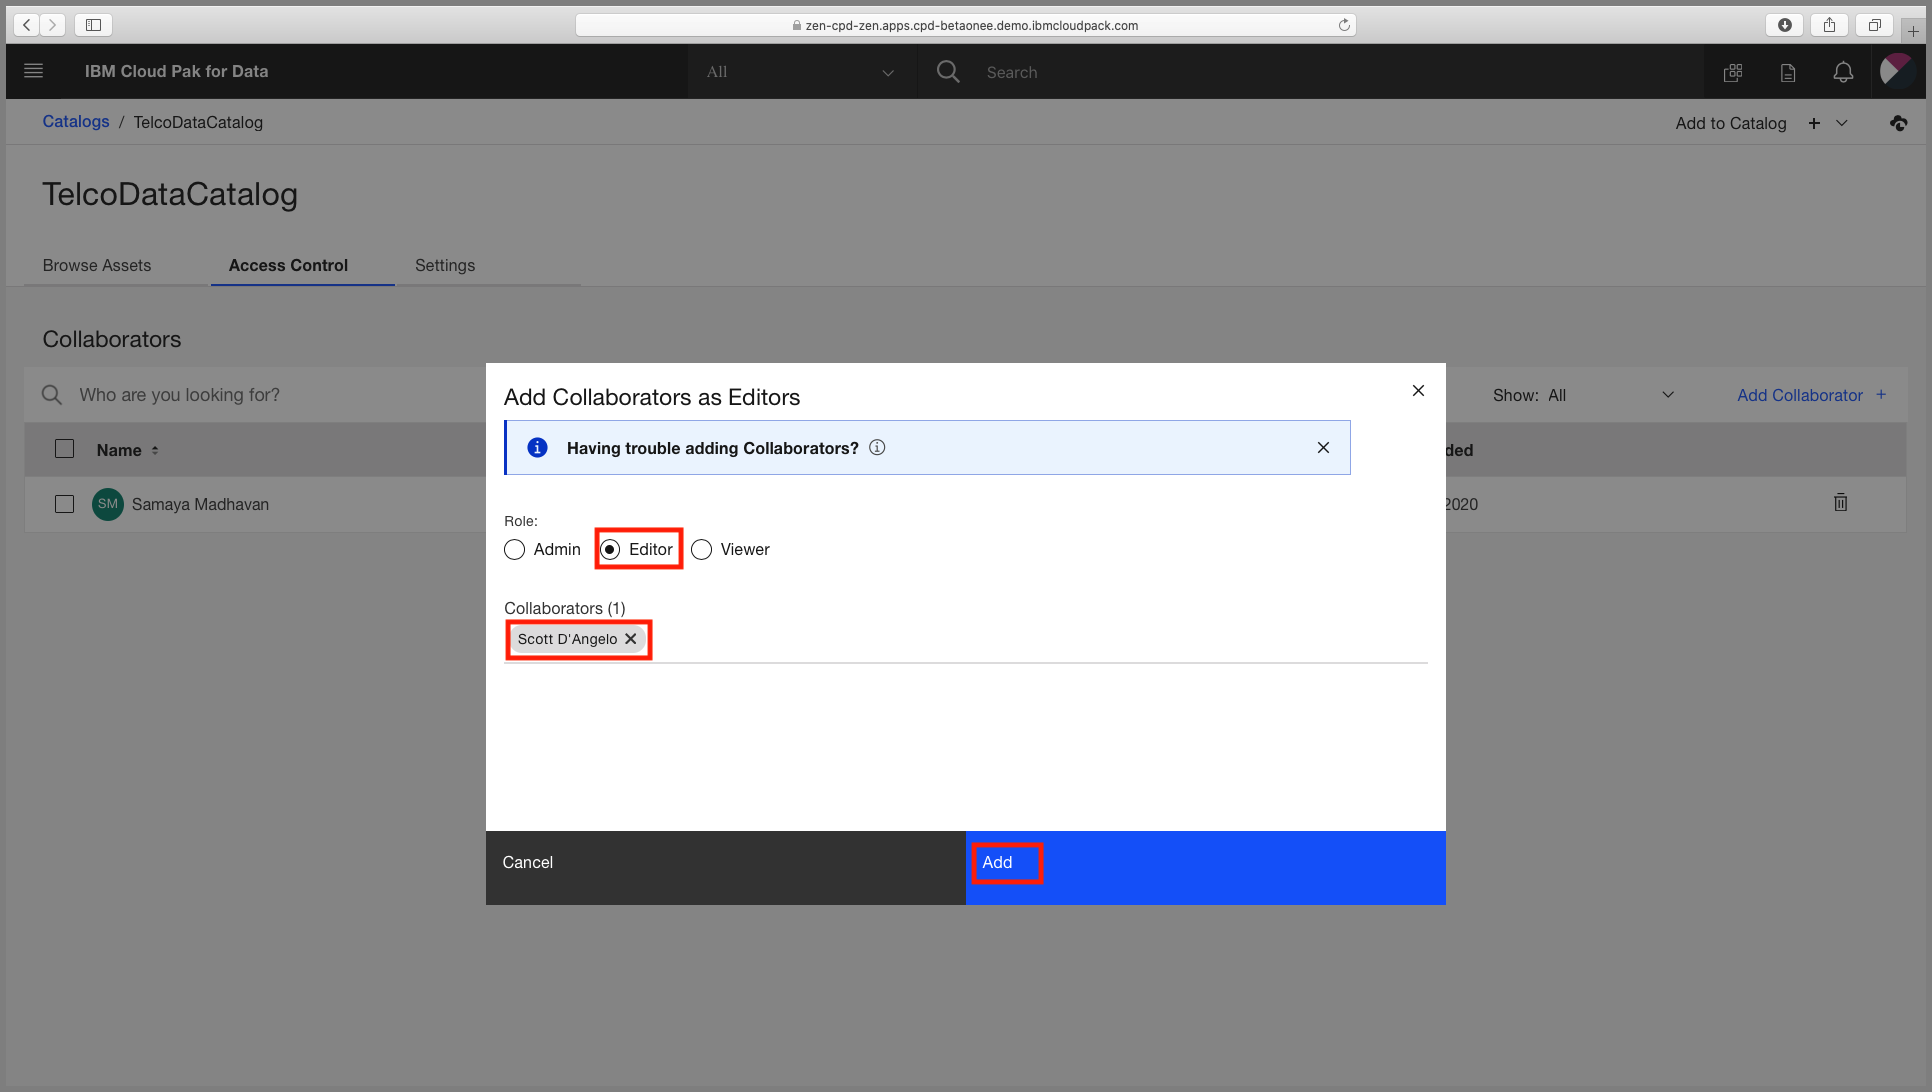 zen-cpd-zen.apps.cpd-betaonee.demo.ibmcloudpack.com
IBM Cloud Pak for Data
All
Search
Catalogs / TelcoDataCatalog
Add to Catalog +
TelcoDataCatalog
Browse Assets
Access Control
Settings
Collaborators
Who are you looking for?
Show: All
Add Collaborator +
Name
ded
SM Samaya Madhavan
2020
Add Collaborators as Editors
Having trouble adding Collaborators?
Role:
Admin
Editor
Viewer
Collaborators (1)
Scott D'Angelo
Cancel
Add